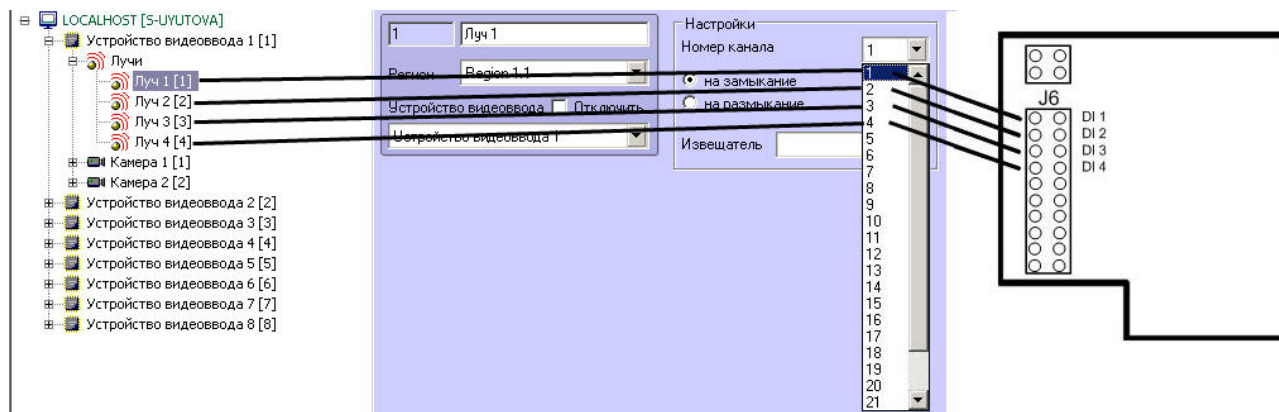 LOCALHOST [S-UYUTOVA]
Устройство видеоввода 1 [1]
Лучи
Луч 1 [1]
Луч 2 [2]
Луч 3 [3]
Луч 4 [4]
Камера 1 [1]
Камера 2 [2]
Устройство видеоввода 2 [2]
Устройство видеоввода 3 [3]
Устройство видеоввода 4 [4]
Устройство видеоввода 5 [5]
Устройство видеоввода 6 [6]
Устройство видеоввода 7 [7]
Устройство видеоввода 8 [8]
1 Луч 1
Регион Region 1.1
Устройство видеоввода Отключить
Устройство видеоввода 1
Настройки
Номер канала 1
на замыкание
на размыкание
Извещатель
1
2
3
4
5
6
7
8
9
10
11
12
13
14
15
16
17
18
19
20
21
J6
DI 1
DI 2
DI 3
DI 4